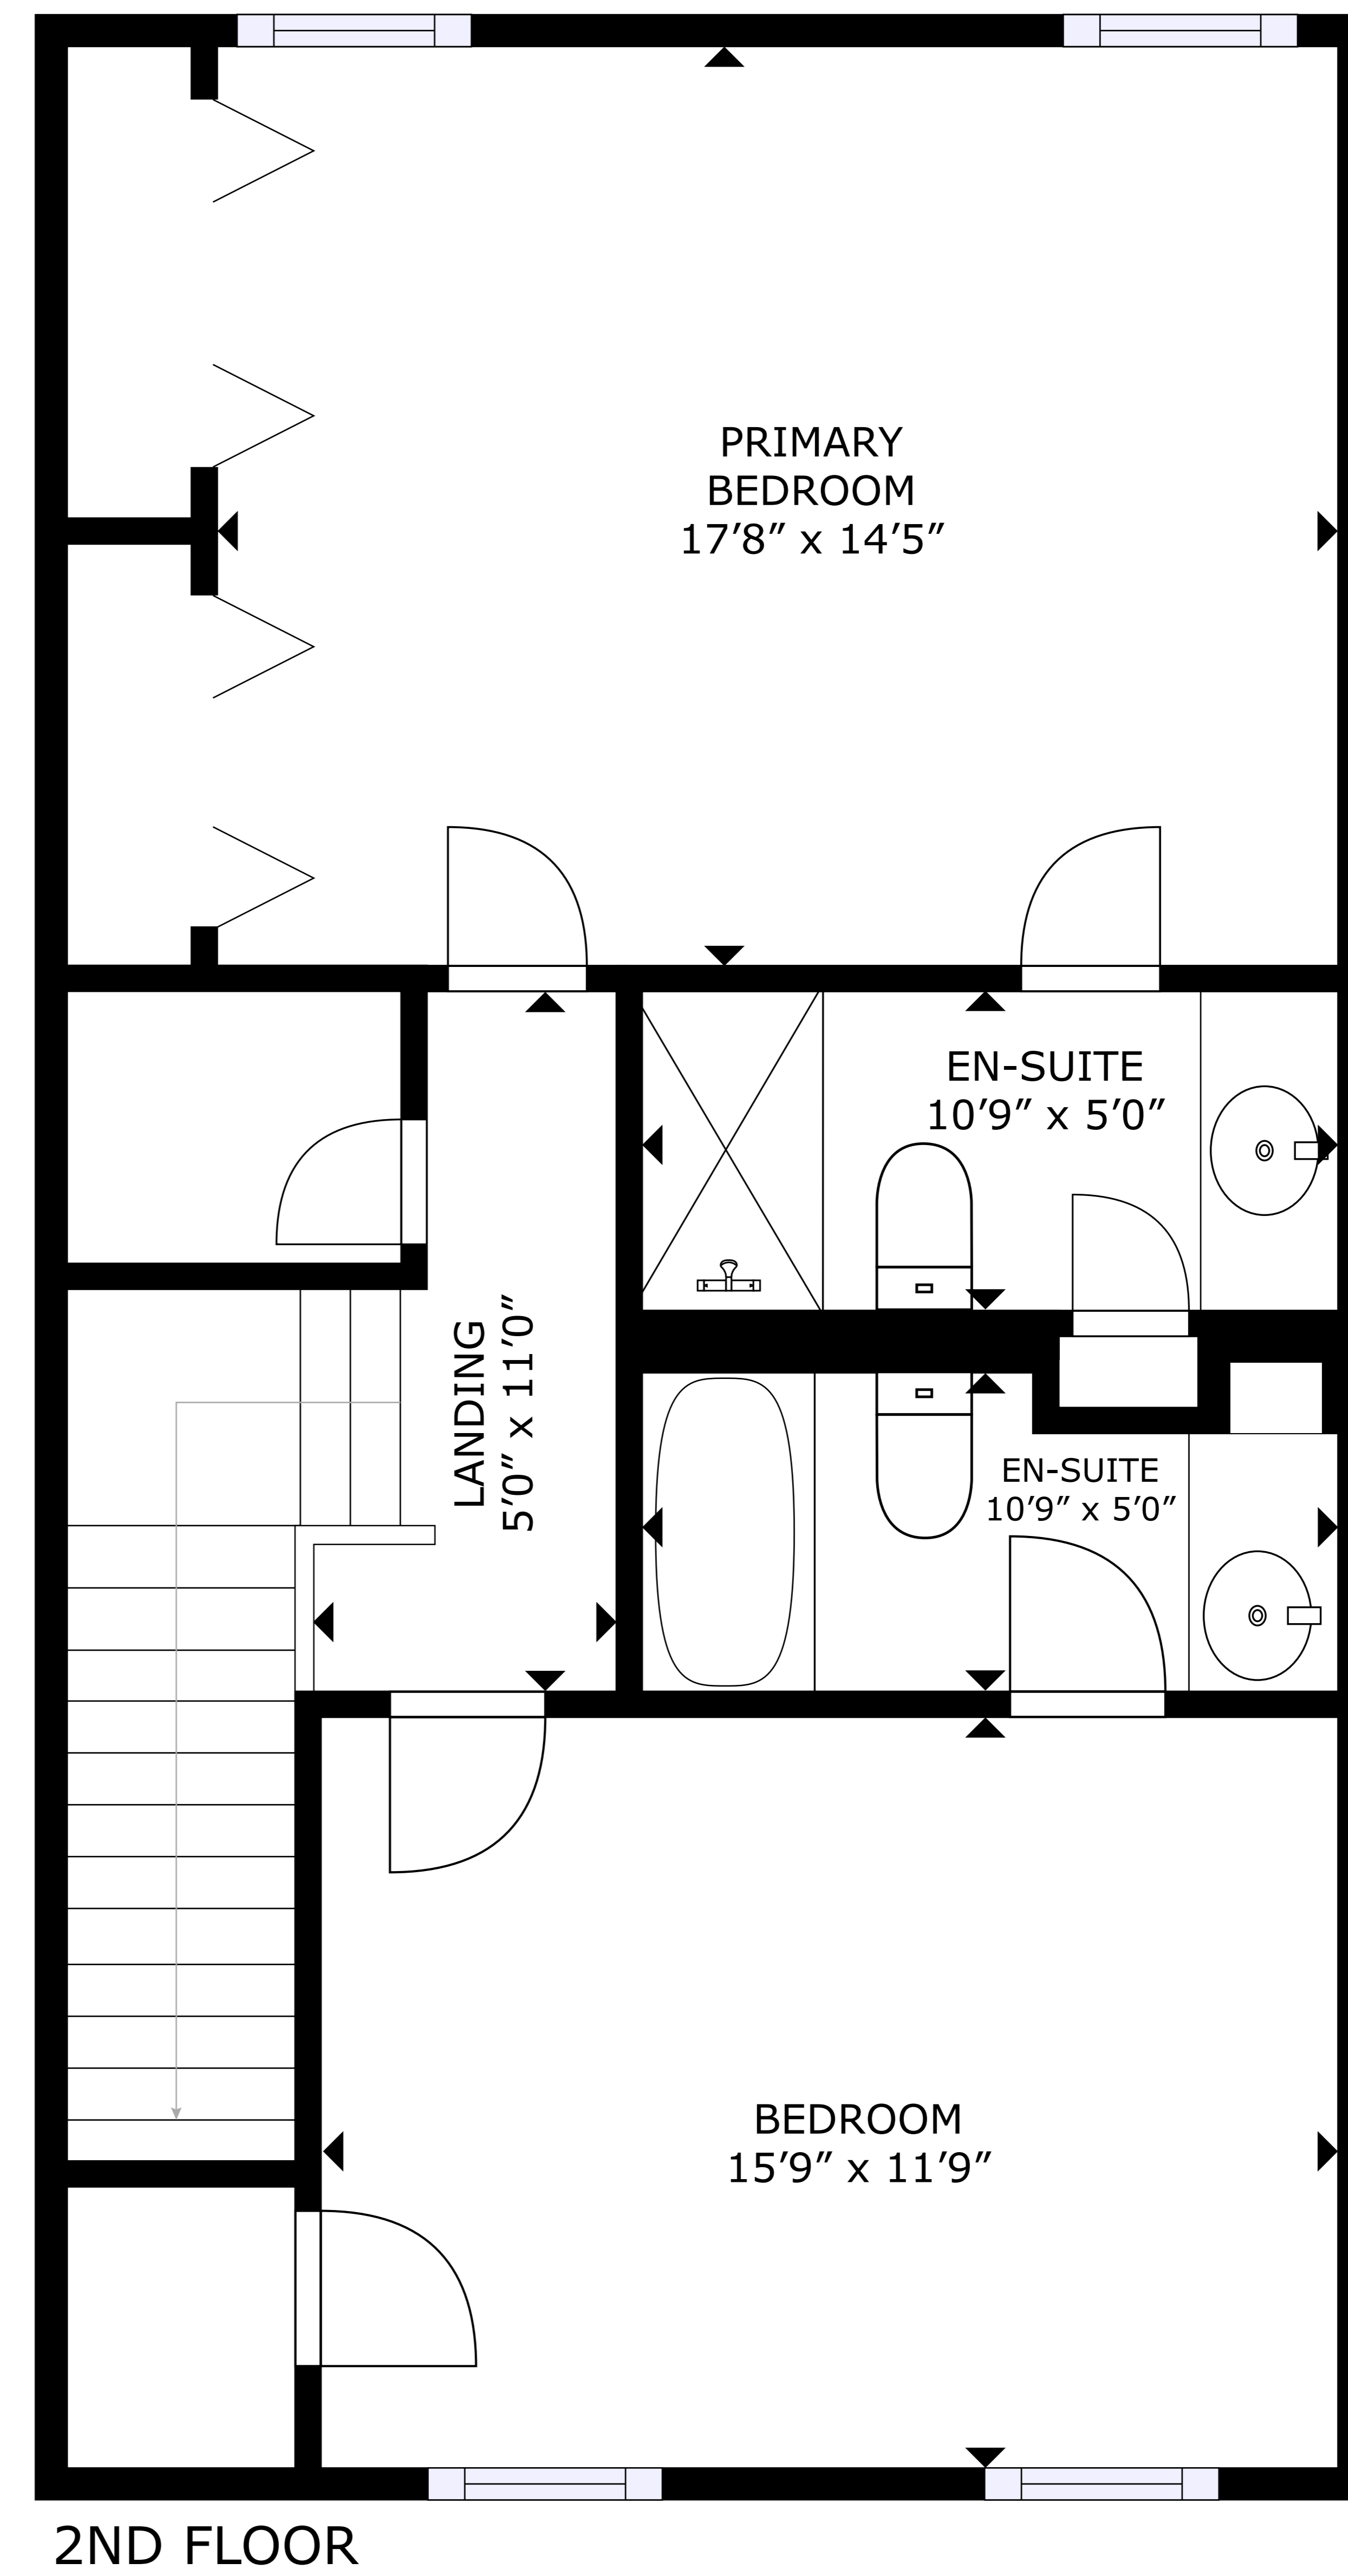 PRIMARY
BEDROOM
17’8” x 14’5”
EN-SUITE
10’9” x 5’0”
LANDING
5’0” x 11’0”
EN-SUITE
10’9” x 5’0”
BEDROOM
15’9” x 11’9”
2ND FLOOR